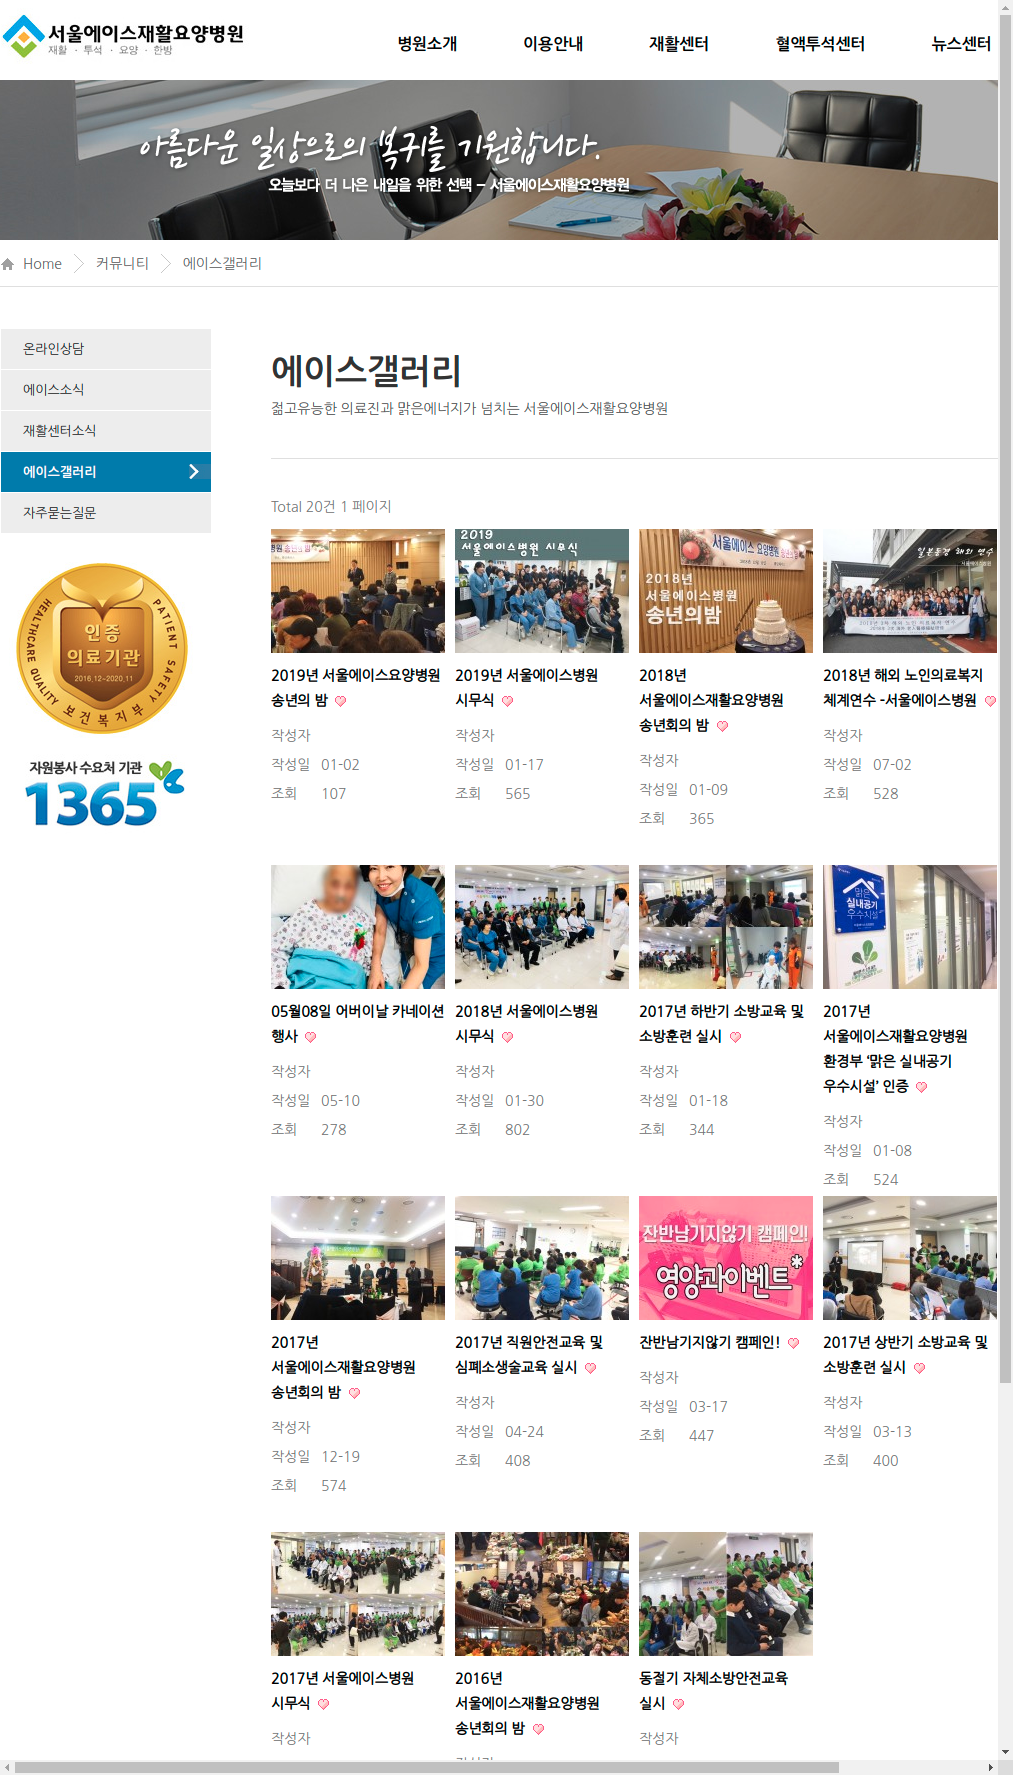 서울에이스재활요양병원
재활 · 투석 · 요양 · 한방
병원소개 이용안내 재활센터 혈액투석센터 뉴스센터
아름다운 일상으로의 복귀를 기원합니다.
오늘보다 더 나은 내일을 위한 선택 – 서울에이스재활요양병원
Home 커뮤니티 에이스갤러리
온라인상담
에이스소식
재활센터소식
에이스갤러리
자주묻는질문
HEALTHCARE QUALITY PATIENT SAFETY
인증
의료기관
2016.12~2020.11
보건복지부
자원봉사 수요처 기관
1365
에이스갤러리
젊고유능한 의료진과 맑은에너지가 넘치는 서울에이스재활요양병원
Total 20건 1 페이지
2019년 서울에이스요양병원
송년의 밤
작성자
작성일 01-02
조회 107
2019
서울에이스병원 시무식
2019년 서울에이스병원
시무식
작성자
작성일 01-17
조회 565
서울에이스 요양병원
2018년
서울에이스병원
송년의밤
2018년
서울에이스재활요양병원
송년회의 밤
작성자
작성일 01-09
조회 365
일본동경 해외 연수
서울에이스병원
2018년 해외 노인의료복지
체계연수 -서울에이스병원
작성자
작성일 07-02
조회 528
05월08일 어버이날 카네이션
행사
작성자
작성일 05-10
조회 278
2018년 서울에이스병원
시무식
작성자
작성일 01-30
조회 802
2017년 하반기 소방교육 및
소방훈련 실시
작성자
작성일 01-18
조회 344
맑은
실내공기
우수시설
2017년
서울에이스재활요양병원
환경부 ‘맑은 실내공기
우수시설’ 인증
작성자
작성일 01-08
조회 524
2017년
서울에이스재활요양병원
송년회의 밤
작성자
작성일 12-19
조회 574
2017년 직원안전교육 및
심폐소생술교육 실시
작성자
작성일 04-24
조회 408
잔반남기지않기 캠페인!
영양과이벤트*
잔반남기지않기 캠페인!
작성자
작성일 03-17
조회 447
2017년 상반기 소방교육 및
소방훈련 실시
작성자
작성일 03-13
조회 400
2017년 서울에이스병원
시무식
작성자
2016년
서울에이스재활요양병원
송년회의 밤
동절기 자체소방안전교육
실시
작성자